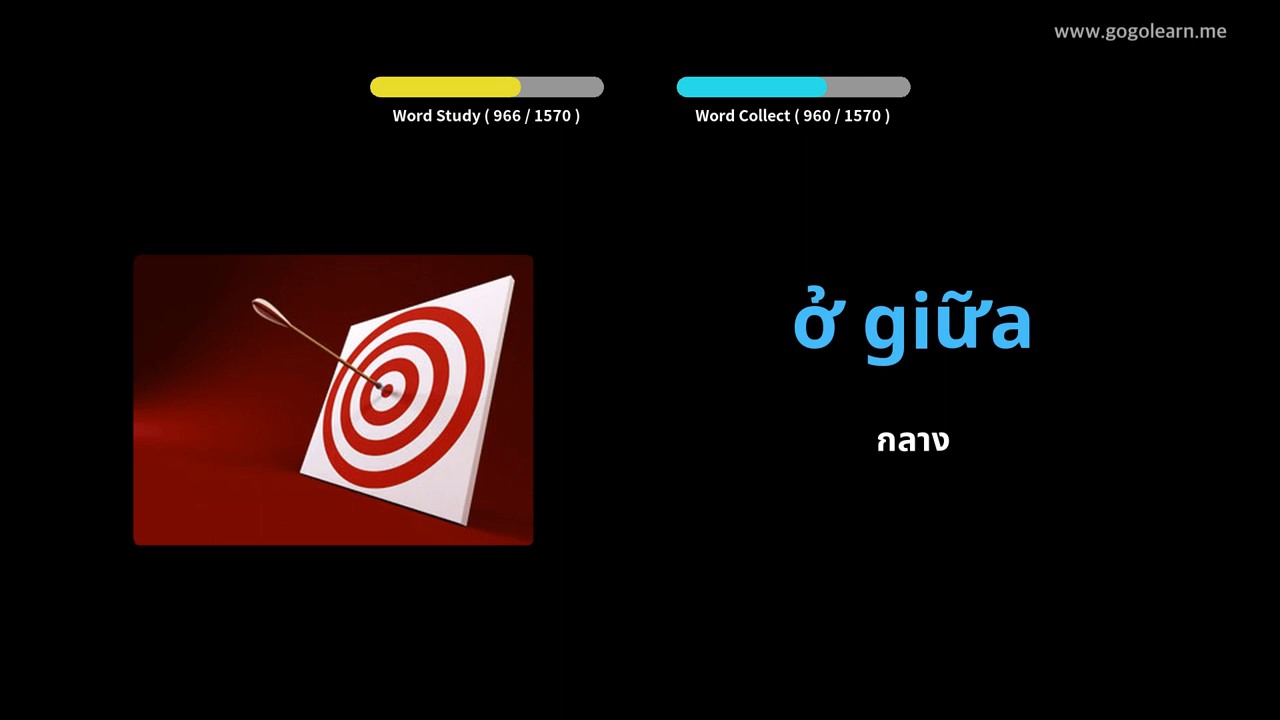 www.gogolearn.me
Word Study ( 966 / 1570 )
Word Collect ( 960 / 1570 )
ở giữa
กลาง